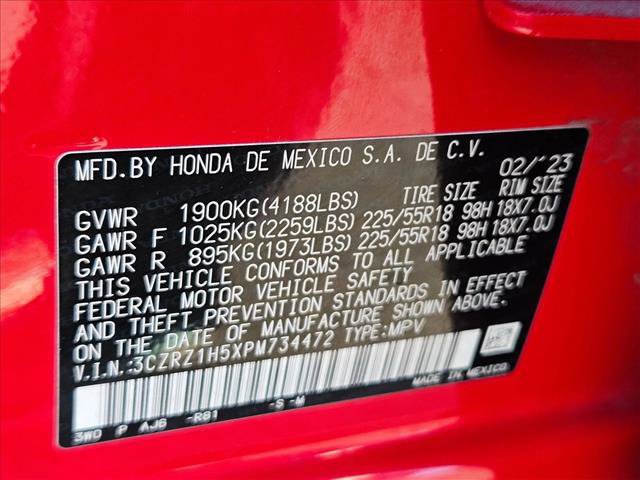 MFD.BY HONDA DE MEXICO S.A. DE C.V. 02/'23
GVWR 1900KG(4188LBS) TIRE SIZE RIM SIZE
GAWR F 1025KG(2259LBS) 225/55R18 98H 18X7.0J
GAWR R 895KG(1973LBS) 225/55R18 98H 18X7.0J
THIS VEHICLE CONFORMS TO ALL APPLICABLE
FEDERAL MOTOR VEHICLE SAFETY
AND THEFT PREVENTION STANDARDS IN EFFECT
ON THE DATE OF MANUFACTURE SHOWN ABOVE.
V.I.N.:3CZRZ1H5XPM734472 TYPE:MPV
3W0 P AJ6 -R81 -S -M
MADE IN MEXICO